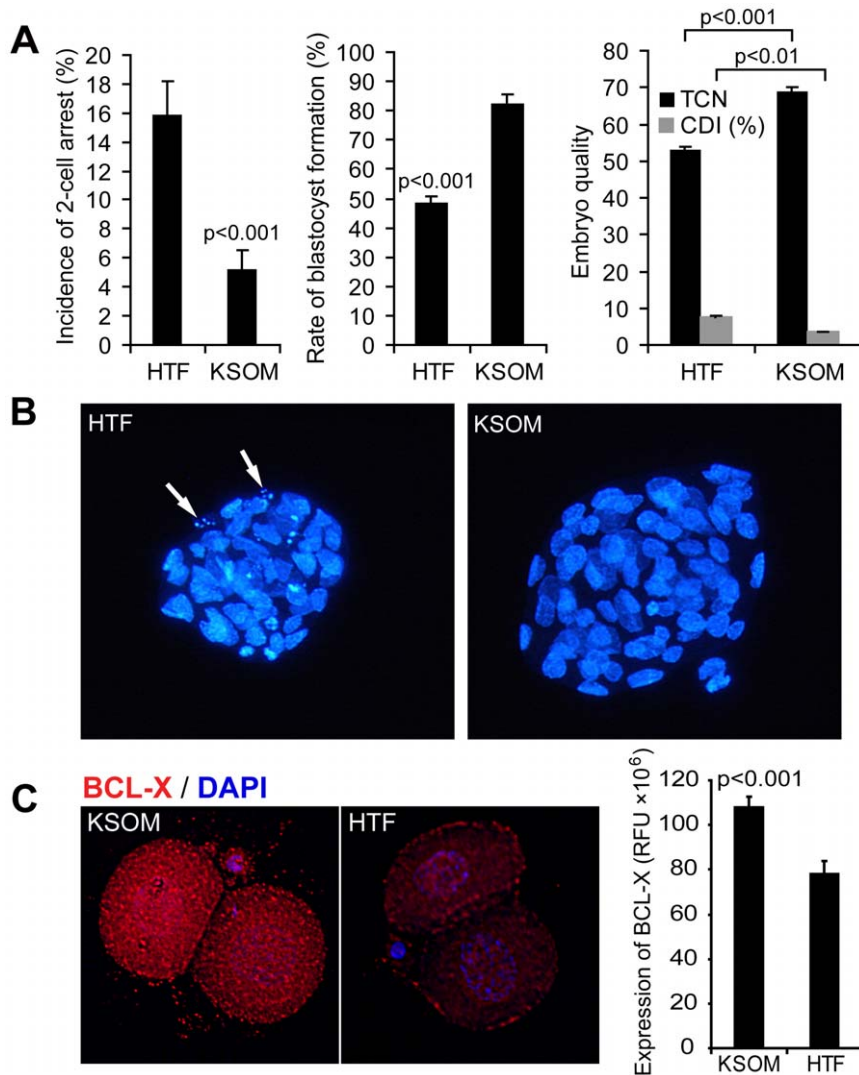 A
Incidence of 2-cell arrest (%)
20
18
16
14
12
10
8
6
4
2
0
p<0.001
HTF KSOM
Rate of blastocyst formation (%)
100
90
80
70
60
50
40
30
20
10
0
p<0.001
HTF KSOM
p<0.001
p<0.01
Embryo quality
80
70
60
50
40
30
20
10
0
TCN
CDI (%)
HTF KSOM
B
HTF
KSOM
C
BCL-X / DAPI
KSOM
HTF
Expression of BCL-X (RFU ×10⁶)
120
100
80
60
40
20
0
p<0.001
KSOM HTF